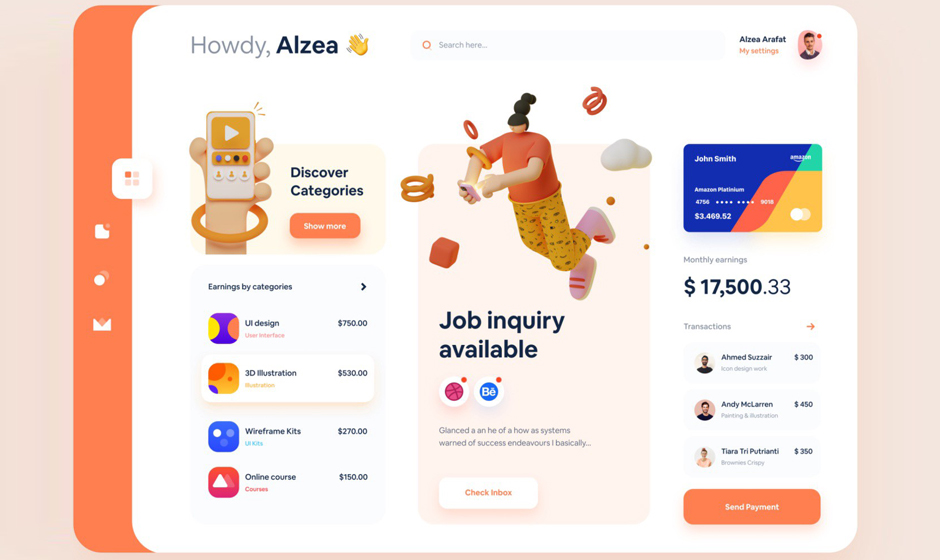 Howdy, Alzea
Search here...
Alzea Arafat
My settings
Discover
Categories
Show more
Earnings by categories
UI design
$750.00
User Interface
3D Illustration
$530.00
Illustration
Wireframe Kits
$270.00
UI Kits
Online course
$150.00
Courses
Job inquiry
available
Bē
Glanced a an he of a how as systems
warned of success endeavours I basically...
Check Inbox
John Smith
amazon
Amazon Platinium
4756 •••• •••• 9018
$3.469.52
Monthly earnings
$ 17,500.33
Transactions
Ahmed Suzzair
$ 300
Icon design work
Andy McLarren
$ 450
Painting & illustration
Tiara Tri Putrianti
$ 350
Brownies Crispy
Send Payment